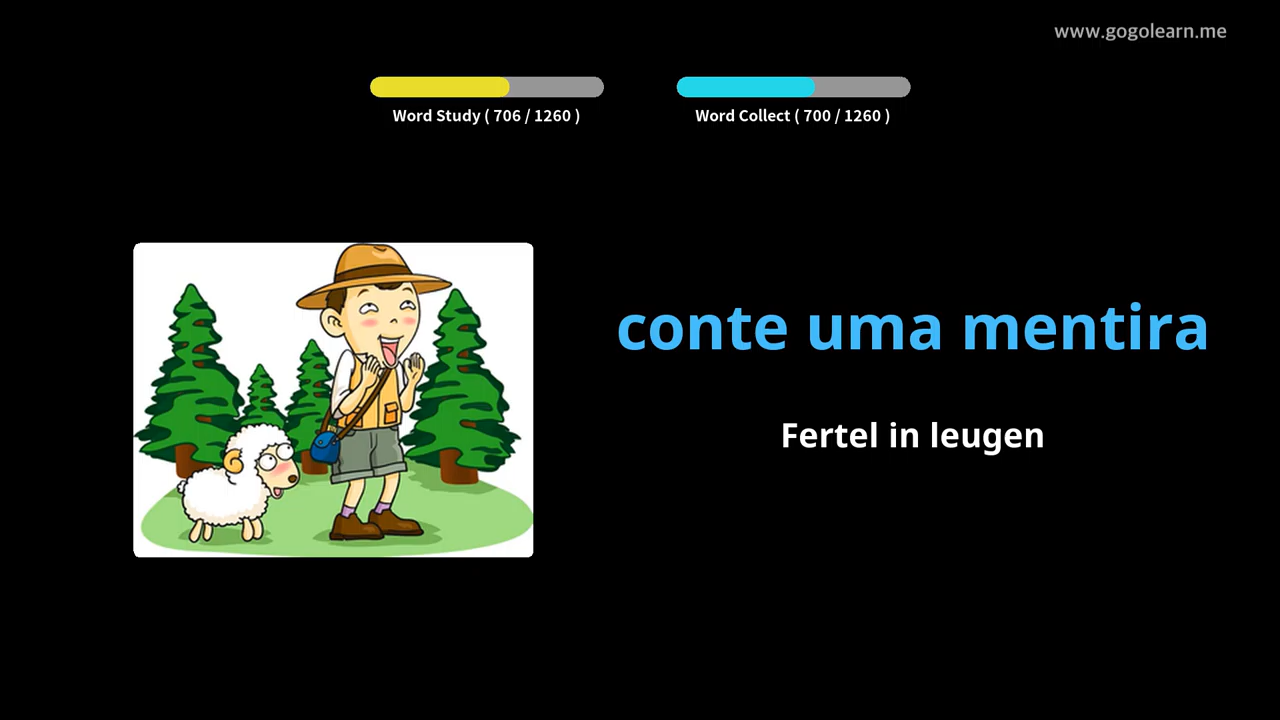 www.gogolearn.me
Word Study ( 706 / 1260 )
Word Collect ( 700 / 1260 )
conte uma mentira
Fertel in leugen